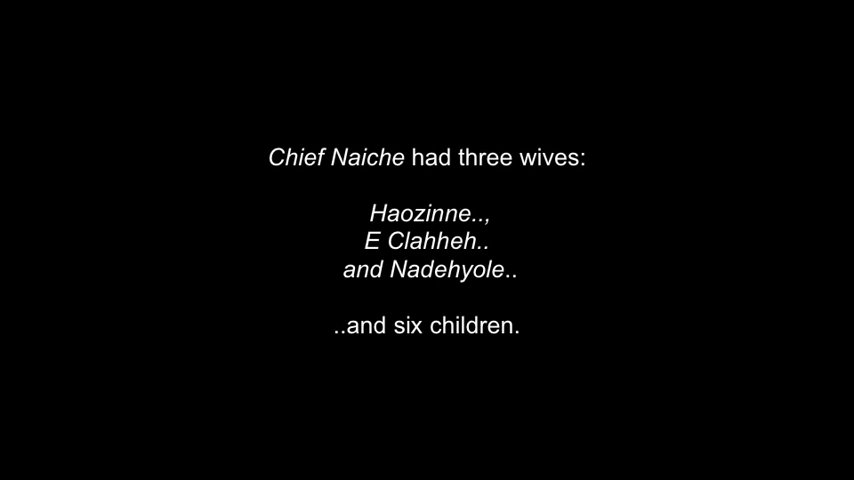 Chief Naiche had three wives:
Haozinne..,
E Clahheh..
and Nadehyole..
..and six children.